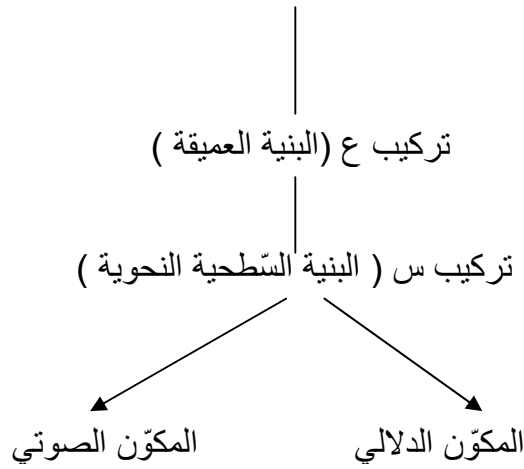 تركيب ع (البنية العميقة )
تركيب س ( البنية السّطحية النحوية )
المكوّن الدلالي
المكوّن الصوتي